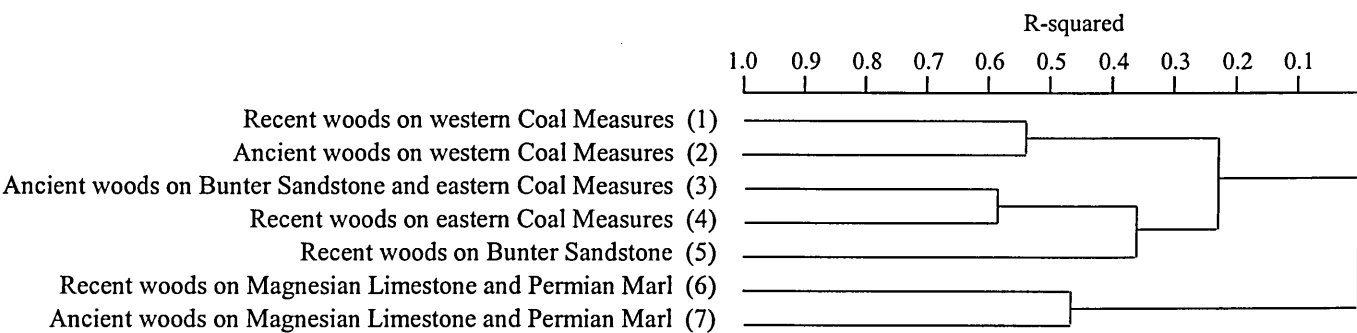 R-squared
1.0 0.9 0.8 0.7 0.6 0.5 0.4 0.3 0.2 0.1
Recent woods on western Coal Measures (1)
Ancient woods on western Coal Measures (2)
Ancient woods on Bunter Sandstone and eastern Coal Measures (3)
Recent woods on eastern Coal Measures (4)
Recent woods on Bunter Sandstone (5)
Recent woods on Magnesian Limestone and Permian Marl (6)
Ancient woods on Magnesian Limestone and Permian Marl (7)